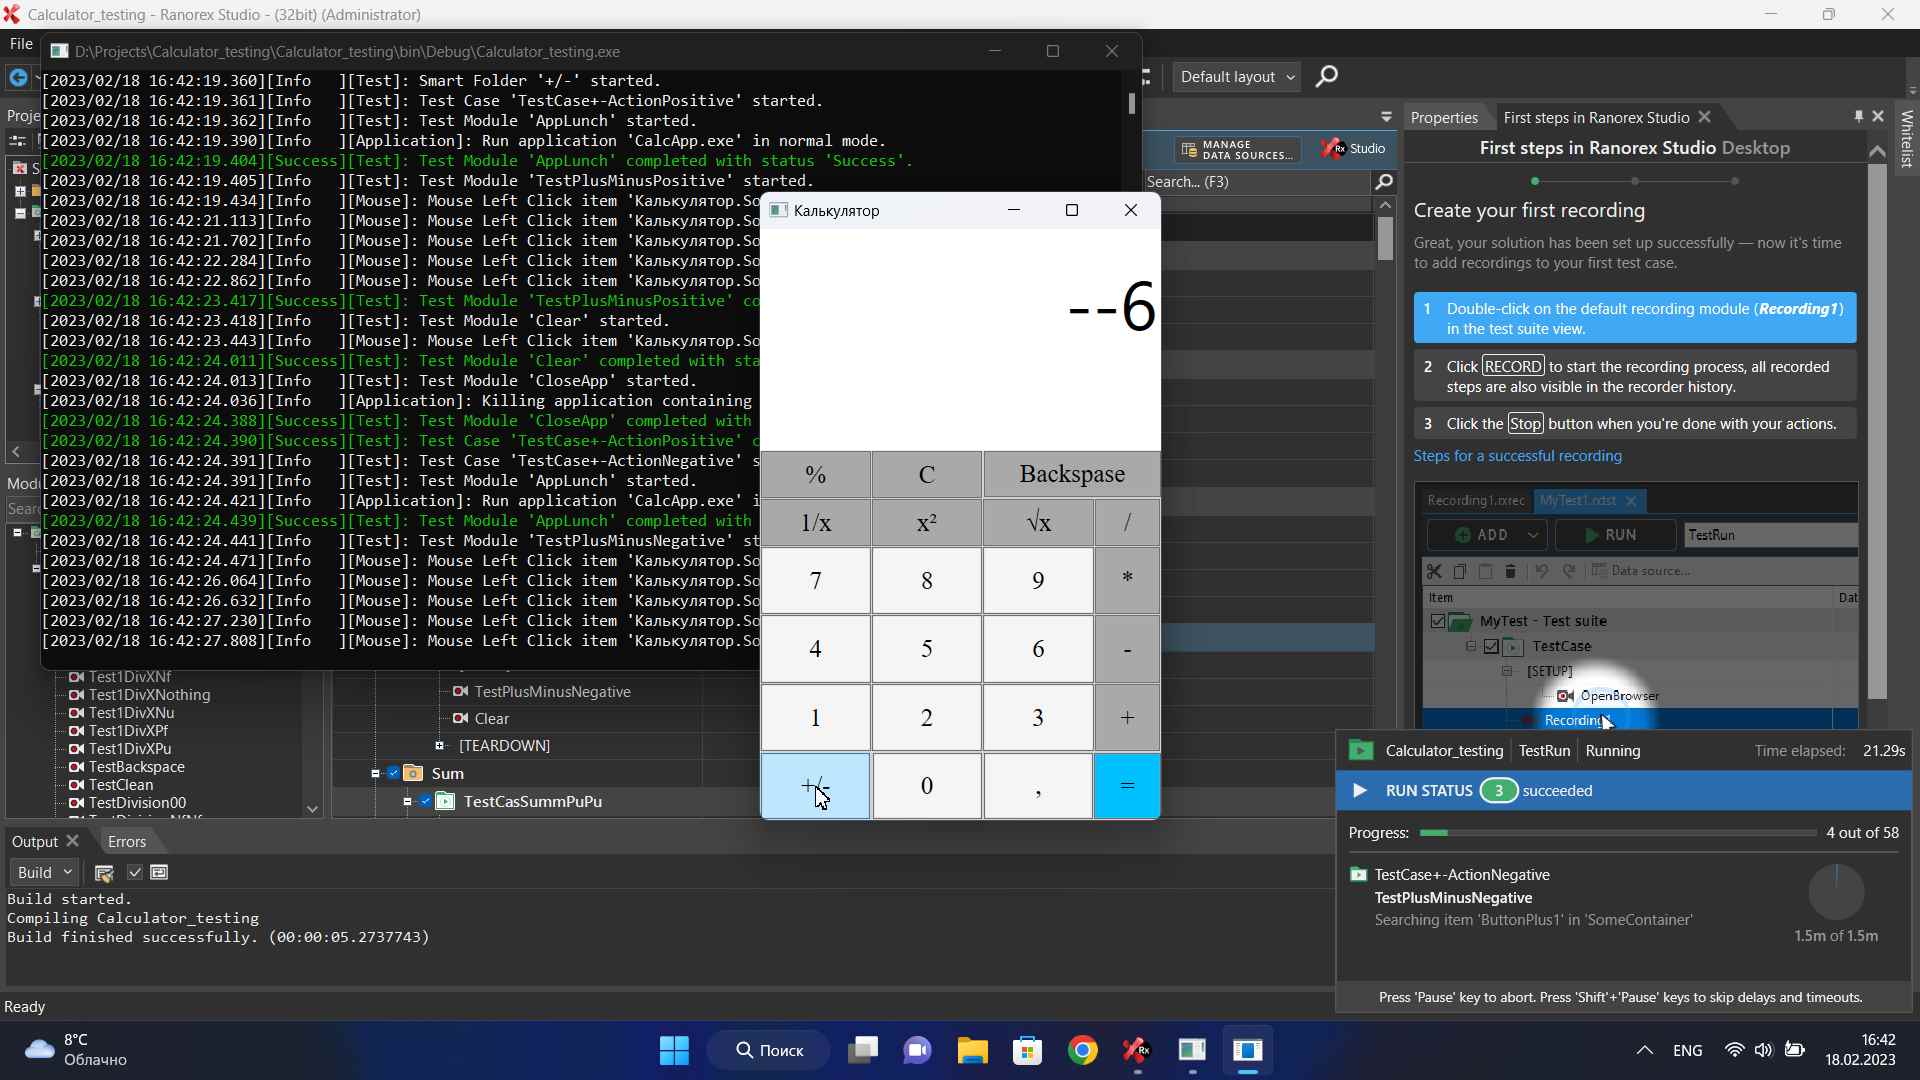 Calculator_testing - Ranorex Studio - (32bit) (Administrator)
File
D:\Projects\Calculator_testing\Calculator_testing\bin\Debug\Calculator_testing.exe
Default layout
[2023/02/18 16:42:19.360][Info   ][Test]: Smart Folder '+/-' started.
[2023/02/18 16:42:19.361][Info   ][Test]: Test Case 'TestCase+-ActionPositive' started.
[2023/02/18 16:42:19.362][Info   ][Test]: Test Module 'AppLunch' started.
[2023/02/18 16:42:19.390][Info   ][Application]: Run application 'CalcApp.exe' in normal mode.
[2023/02/18 16:42:19.404][Success][Test]: Test Module 'AppLunch' completed with status 'Success'.
[2023/02/18 16:42:19.405][Info   ][Test]: Test Module 'TestPlusMinusPositive' started.
[2023/02/18 16:42:19.434][Info   ][Mouse]: Mouse Left Click item 'Калькулятор.So
[2023/02/18 16:42:21.113][Info   ][Mouse]: Mouse Left Click item 'Калькулятор.So
[2023/02/18 16:42:21.702][Info   ][Mouse]: Mouse Left Click item 'Калькулятор.So
[2023/02/18 16:42:22.284][Info   ][Mouse]: Mouse Left Click item 'Калькулятор.So
[2023/02/18 16:42:22.862][Info   ][Mouse]: Mouse Left Click item 'Калькулятор.So
[2023/02/18 16:42:23.417][Success][Test]: Test Module 'TestPlusMinusPositive' co
[2023/02/18 16:42:23.418][Info   ][Test]: Test Module 'Clear' started.
[2023/02/18 16:42:23.443][Info   ][Mouse]: Mouse Left Click item 'Калькулятор.So
[2023/02/18 16:42:24.011][Success][Test]: Test Module 'Clear' completed with sta
[2023/02/18 16:42:24.013][Info   ][Test]: Test Module 'CloseApp' started.
[2023/02/18 16:42:24.036][Info   ][Application]: Killing application containing
[2023/02/18 16:42:24.388][Success][Test]: Test Module 'CloseApp' completed with
[2023/02/18 16:42:24.390][Success][Test]: Test Case 'TestCase+-ActionPositive' c
[2023/02/18 16:42:24.391][Info   ][Test]: Test Case 'TestCase+-ActionNegative' s
[2023/02/18 16:42:24.391][Info   ][Test]: Test Module 'AppLunch' started.
[2023/02/18 16:42:24.421][Info   ][Application]: Run application 'CalcApp.exe' i
[2023/02/18 16:42:24.439][Success][Test]: Test Module 'AppLunch' completed with
[2023/02/18 16:42:24.441][Info   ][Test]: Test Module 'TestPlusMinusNegative' st
[2023/02/18 16:42:24.471][Info   ][Mouse]: Mouse Left Click item 'Калькулятор.So
[2023/02/18 16:42:26.064][Info   ][Mouse]: Mouse Left Click item 'Калькулятор.So
[2023/02/18 16:42:26.632][Info   ][Mouse]: Mouse Left Click item 'Калькулятор.So
[2023/02/18 16:42:27.230][Info   ][Mouse]: Mouse Left Click item 'Калькулятор.So
[2023/02/18 16:42:27.808][Info   ][Mouse]: Mouse Left Click item 'Калькулятор.So
Proje
Modu
Sear
Test1DivXNf
Test1DivXNothing
Test1DivXNu
Test1DivXPf
Test1DivXPu
TestBackspace
TestClean
TestDivision00
TestPlusMinusNegative
Clear
[TEARDOWN]
Sum
TestCasSummPuPu
MANAGE DATA SOURCES...
Rx Studio
Search... (F3)
Калькулятор
--6
% C Backspase
1/x x² √x /
7 8 9 *
4 5 6 -
1 2 3 +
+/- 0 , =
Properties
First steps in Ranorex Studio
Whitelist
First steps in Ranorex Studio Desktop
Create your first recording
Great, your solution has been set up successfully — now it's time
to add recordings to your first test case.
1 Double-click on the default recording module (Recording1)
in the test suite view.
2 Click RECORD to start the recording process, all recorded
steps are also visible in the recorder history.
3 Click the Stop button when you're done with your actions.
Steps for a successful recording
Recording1.rxrec MyTest1.rxtst
ADD RUN TestRun
Data source...
Item Dat
MyTest - Test suite
TestCase
[SETUP]
OpenBrowser
Recording
Calculator_testing TestRun Running Time elapsed: 21.29s
RUN STATUS 3 succeeded
Progress: 4 out of 58
TestCase+-ActionNegative
TestPlusMinusNegative
Searching item 'ButtonPlus1' in 'SomeContainer'
1.5m of 1.5m
Press 'Pause' key to abort. Press 'Shift'+'Pause' keys to skip delays and timeouts.
Output Errors
Build
Build started.
Compiling Calculator_testing
Build finished successfully. (00:00:05.2737743)
Ready
8°C
Облачно
Поиск
Rx
ENG
16:42
18.02.2023